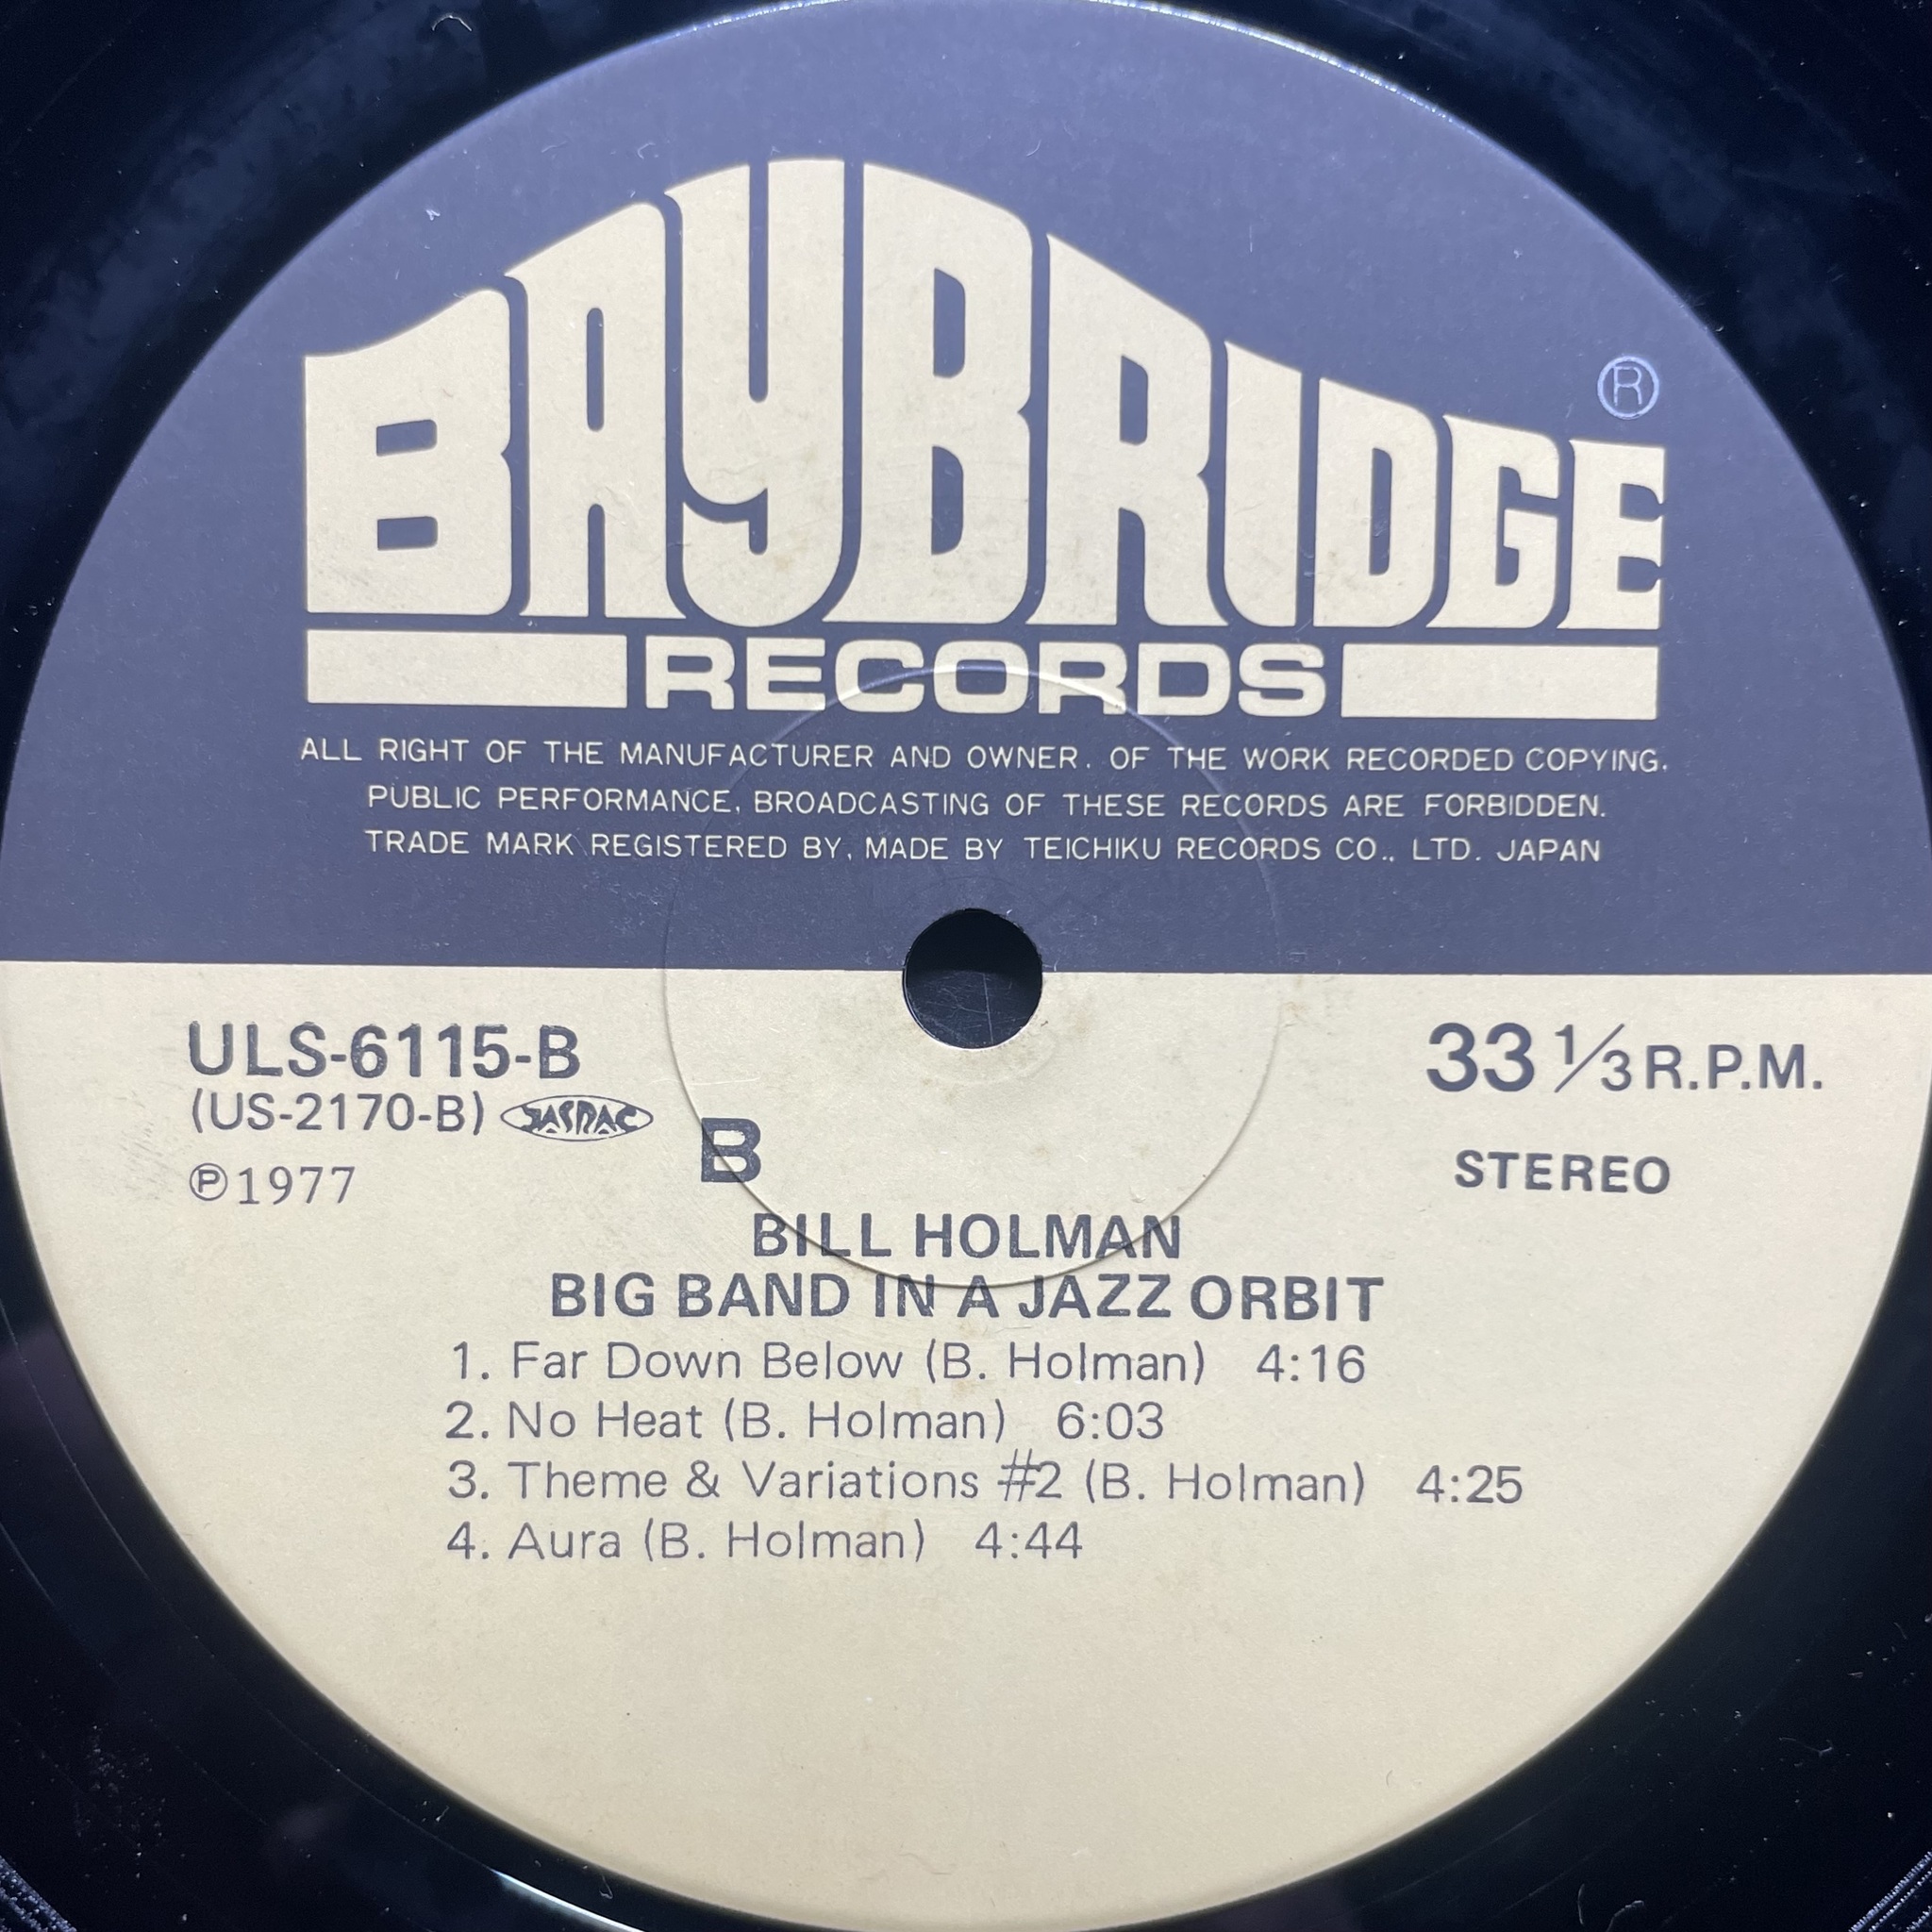 BAYBRIDGE ®
RECORDS
ALL RIGHT OF THE MANUFACTURER AND OWNER. OF THE WORK RECORDED COPYING.
PUBLIC PERFORMANCE, BROADCASTING OF THESE RECORDS ARE FORBIDDEN.
TRADE MARK REGISTERED BY, MADE BY TEICHIKU RECORDS CO., LTD. JAPAN
ULS-6115-B
33 1/3 R.P.M.
(US-2170-B) JASRAC
B
STEREO
℗1977
BILL HOLMAN
BIG BAND IN A JAZZ ORBIT
1. Far Down Below (B. Holman) 4:16
2. No Heat (B. Holman) 6:03
3. Theme & Variations #2 (B. Holman) 4:25
4. Aura (B. Holman) 4:44